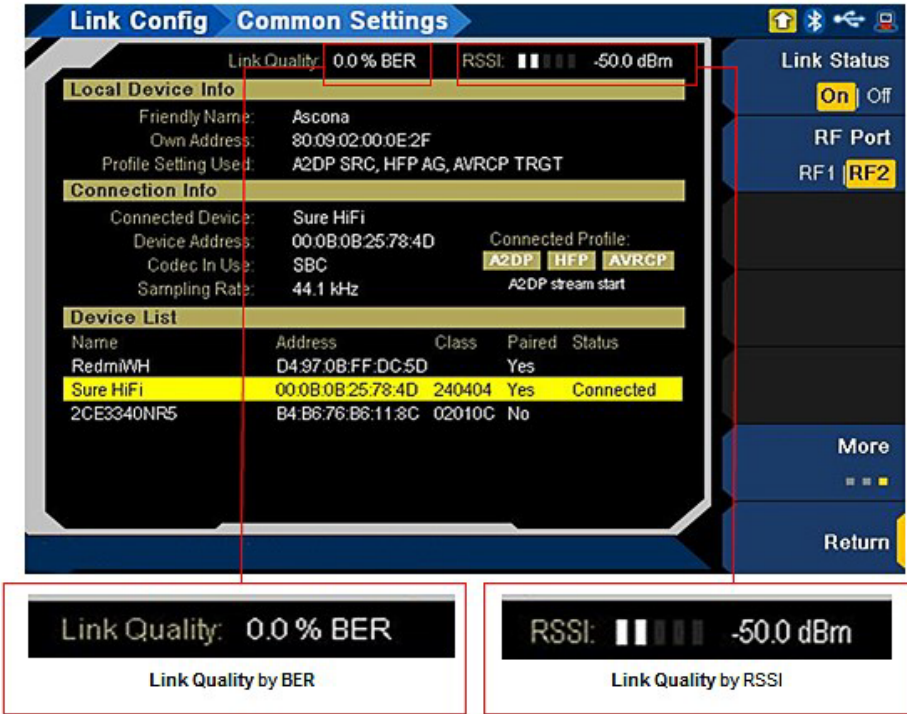 Link Config Common Settings
Link Quality: 0.0 % BER RSSI: -50.0 dBm
Local Device Info
Friendly Name: Ascona
Own Address: 80:09:02:00:0E:2F
Profile Setting Used: A2DP SRC, HFP AG, AVRCP TRGT
Connection Info
Connected Device: Sure HiFi
Device Address: 00:0B:0B:25:78:4D
Codec In Use: SBC
Sampling Rate: 44.1 kHz
Connected Profile:
A2DP HFP AVRCP
A2DP stream start
Device List
Name Address Class Paired Status
RedmiWH D4:97:0B:FF:DC:5D Yes
Sure HiFi 00:0B:0B:25:78:4D 240404 Yes Connected
2CE3340NR5 B4:B6:76:B6:11:8C 02010C No
Link Status
On | Off
RF Port
RF1 | RF2
More
Return
Link Quality: 0.0 % BER
Link Quality by BER
RSSI: -50.0 dBm
Link Quality by RSSI